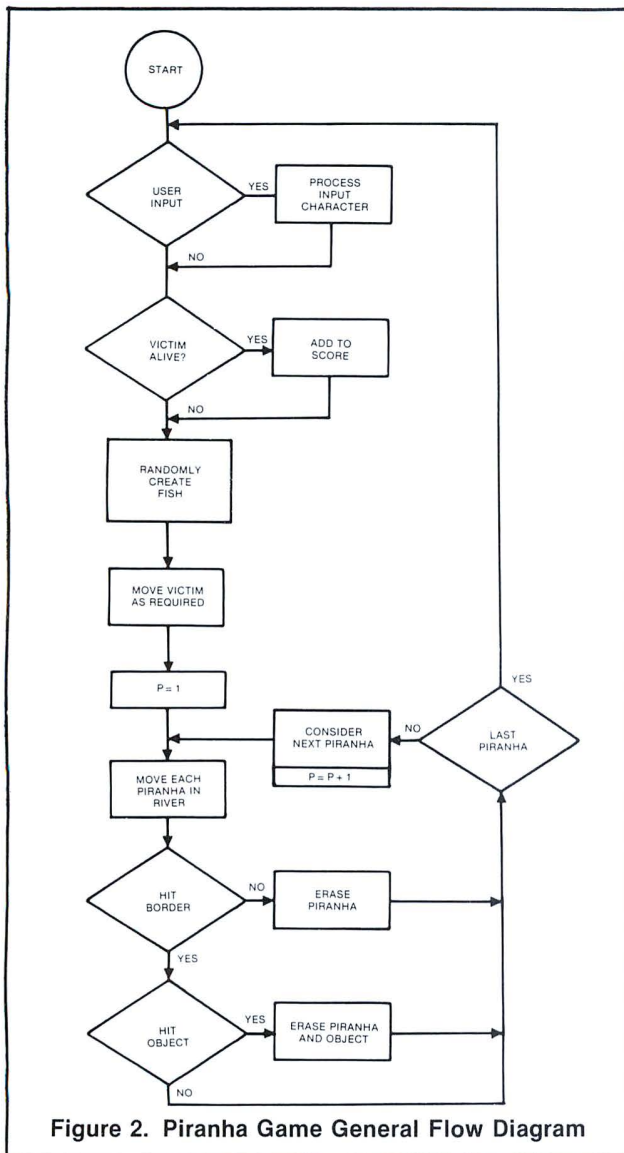 START
USER
INPUT
YES
PROCESS
INPUT
CHARACTER
NO
VICTIM
ALIVE?
YES
ADD TO
SCORE
NO
RANDOMLY
CREATE
FISH
MOVE VICTIM
AS REQUIRED
P = 1
YES
CONSIDER
NEXT PIRANHA
P = P + 1
NO
LAST
PIRANHA
MOVE EACH
PIRANHA IN
RIVER
HIT
BORDER
NO
ERASE
PIRANHA
YES
HIT
OBJECT
YES
ERASE PIRANHA
AND OBJECT
NO
Figure 2. Piranha Game General Flow Diagram